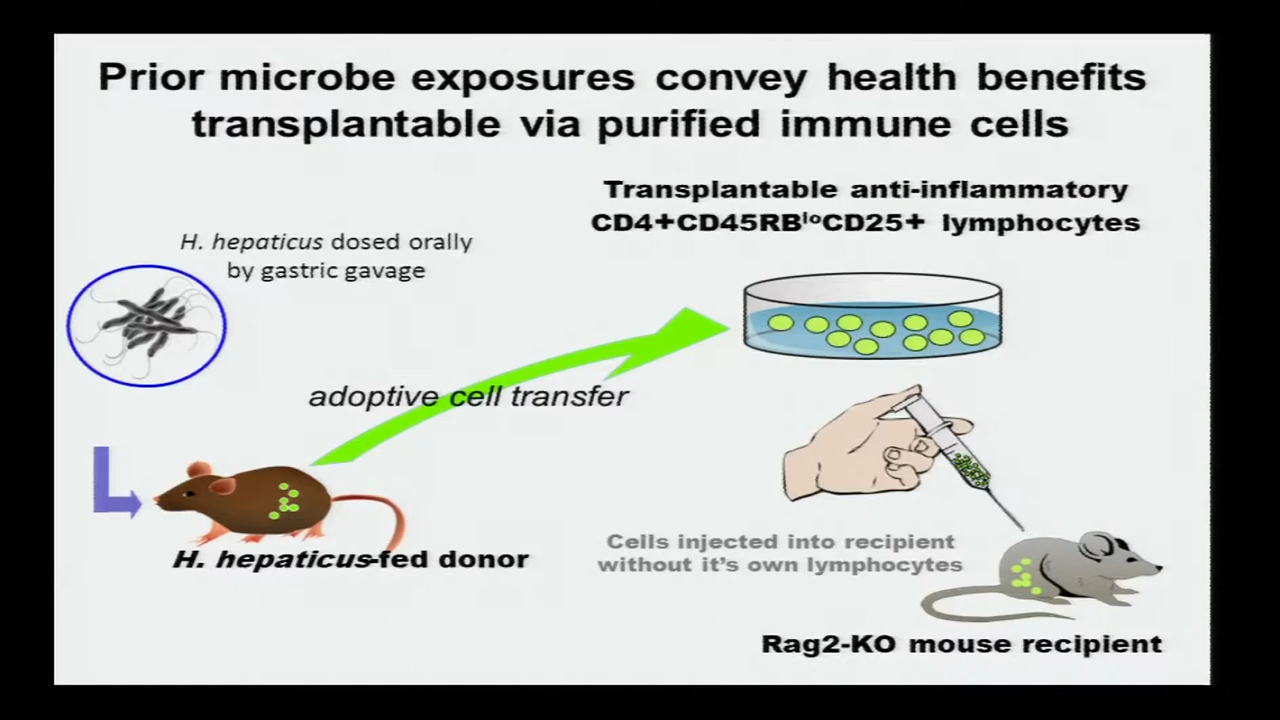 Prior microbe exposures convey health benefits
transplantable via purified immune cells
Transplantable anti-inflammatory
CD4+CD45RBloCD25+ lymphocytes
H. hepaticus dosed orally
by gastric gavage
adoptive cell transfer
H. hepaticus-fed donor
Cells injected into recipient
without it's own lymphocytes
Rag2-KO mouse recipient